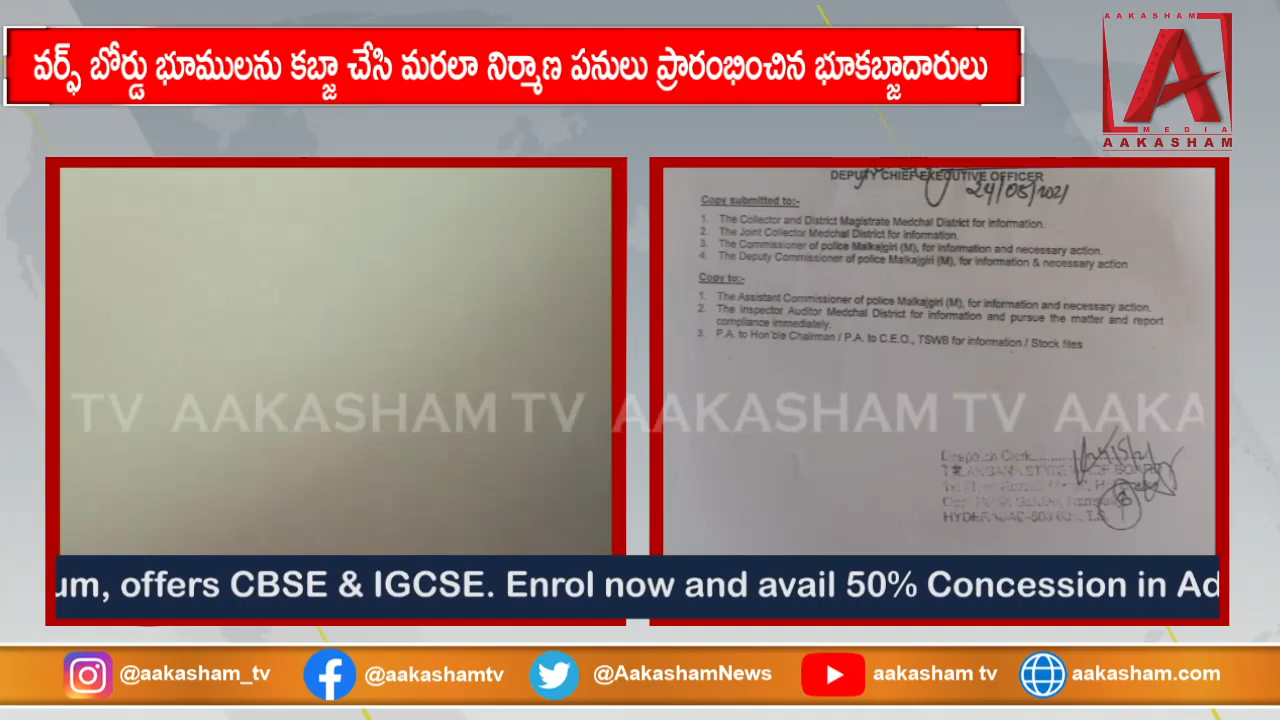 వర్ఫ్ బోర్డు భూములను కబ్జా చేసి మరలా నిర్మాణ పనులు ప్రారంభించిన భూకబ్జాదారులు
AAKASHAM
A
MEDIA
AAKASHAM
DEPUTY CHIEF EXECUTIVE OFFICER
24/05/2021
Copy submitted to:-
1. The Collector and District Magistrate Medchal District for information.
2. The Joint Collector Medchal District for information.
3. The Commissioner of police Malkajgiri (M), for information and necessary action.
4. The Deputy Commissioner of police Malkajgiri (M), for information & necessary action
Copy to:-
1. The Assistant Commissioner of police Malkajgiri (M), for information and necessary action.
2. The Inspector Auditor Medchal District for information and pursue the matter and report
compliance immediately.
3. P.A. to Hon'ble Chairman / P.A. to C.E.O., TSWB for information / Stock files
TV AAKASHAM TV AAKASHAM TV AAKA
Despatch Clerk
um, offers CBSE & IGCSE. Enrol now and avail 50% Concession in Ad
@aakasham_tv @aakashamtv @AakashamNews aakasham tv aakasham.com